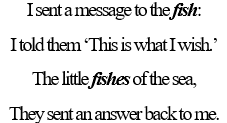 I sent a message to the fish:
I told them ‘This is what I wish.’
The little fishes of the sea,
They sent an answer back to me.